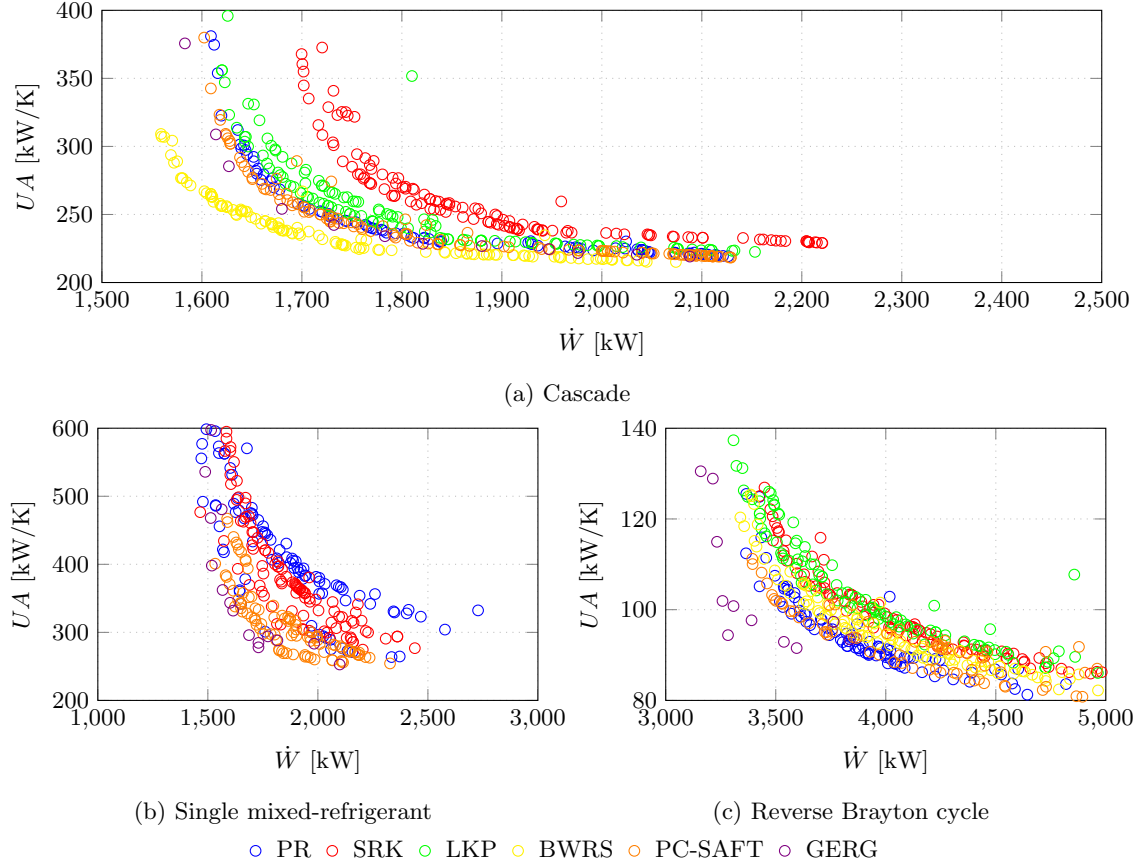 400
350
300
250
200
UA [kW/K]
1,500 1,600 1,700 1,800 1,900 2,000 2,100 2,200 2,300 2,400 2,500
Ẇ [kW]
(a) Cascade
600
500
400
300
200
UA [kW/K]
1,000 1,500 2,000 2,500 3,000
Ẇ [kW]
(b) Single mixed-refrigerant
140
120
100
80
UA [kW/K]
3,000 3,500 4,000 4,500 5,000
Ẇ [kW]
(c) Reverse Brayton cycle
PR SRK LKP BWRS PC-SAFT GERG